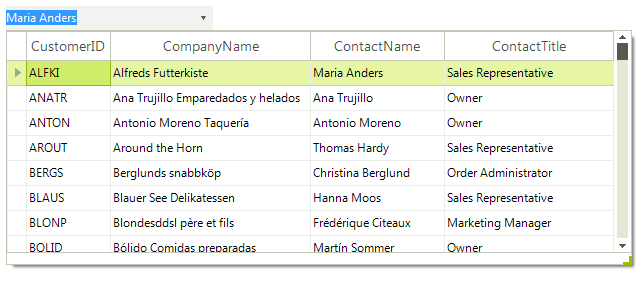 Maria Anders
CustomerID CompanyName ContactName ContactTitle
ALFKI Alfreds Futterkiste Maria Anders Sales Representative
ANATR Ana Trujillo Emparedados y helados Ana Trujillo Owner
ANTON Antonio Moreno Taquería Antonio Moreno Owner
AROUT Around the Horn Thomas Hardy Sales Representative
BERGS Berglunds snabbköp Christina Berglund Order Administrator
BLAUS Blauer See Delikatessen Hanna Moos Sales Representative
BLONP Blondesddsl père et fils Frédérique Citeaux Marketing Manager
BOLID Bólido Comidas preparadas Martín Sommer Owner